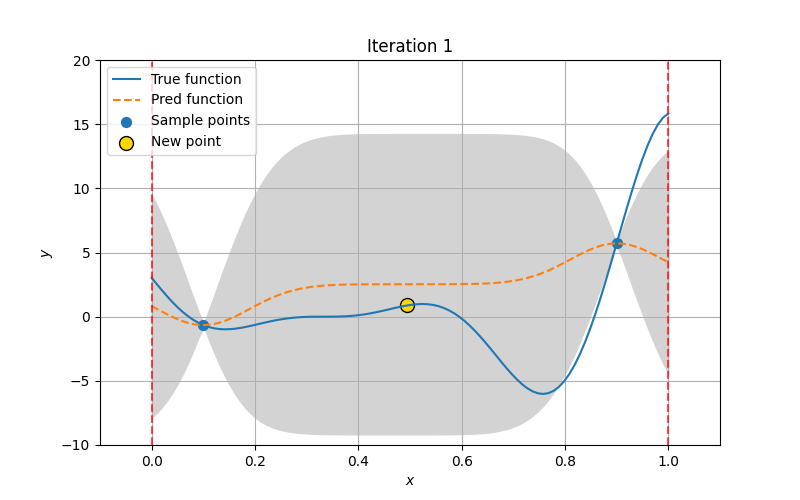 Iteration 1
True function
Pred function
Sample points
New point
20
15
10
5
0
−5
−10
y
0.0 0.2 0.4 0.6 0.8 1.0
x